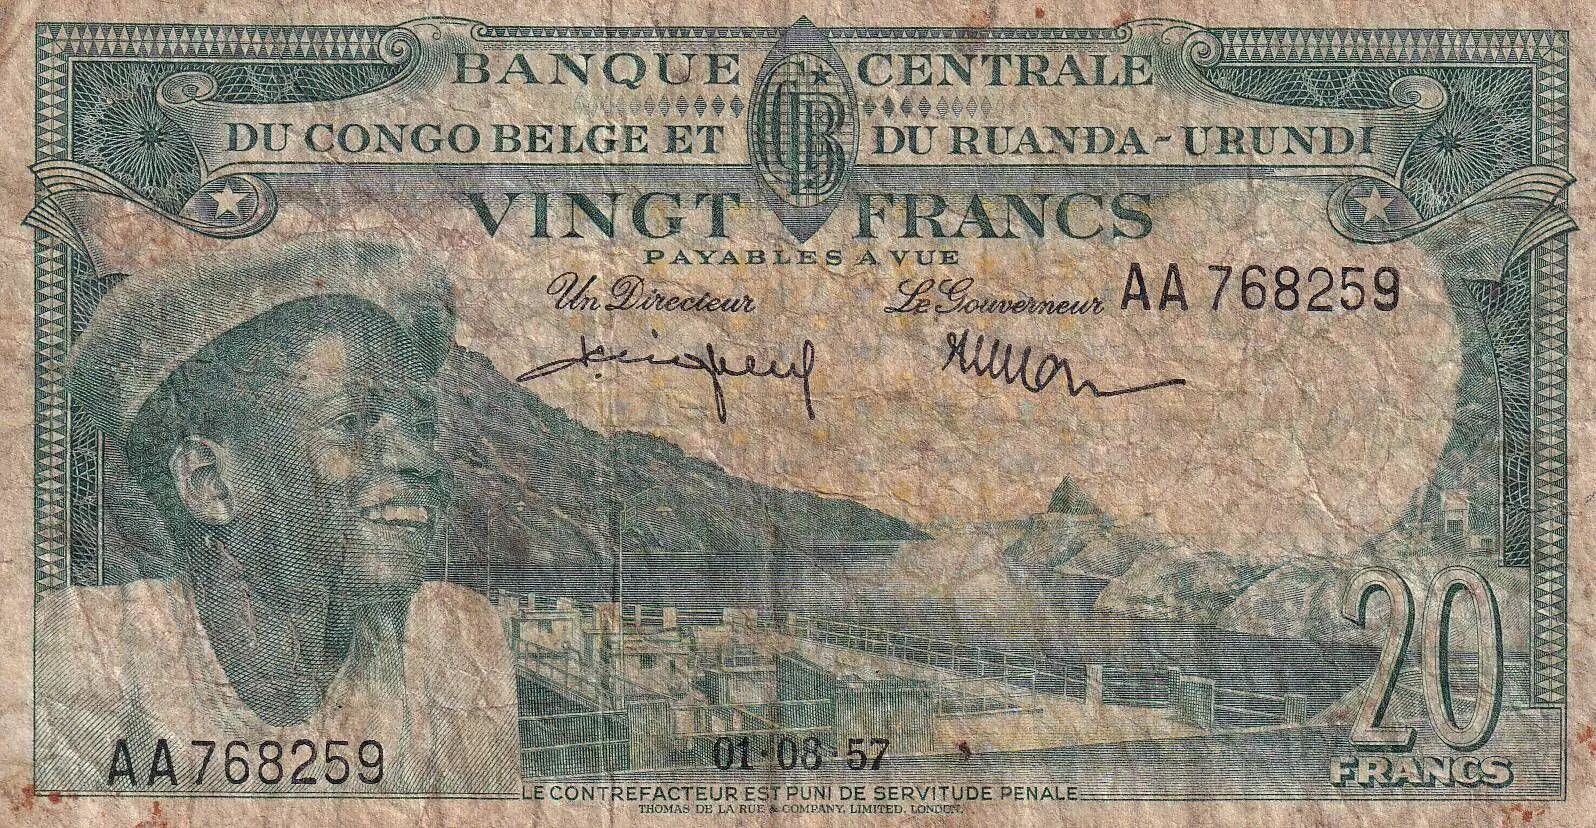 BANQUE CENTRALE
DU CONGO BELGE ET DU RUANDA-URUNDI
VINGT FRANCS
PAYABLES A VUE
Un Directeur Le Gouverneur AA 768259
20
FRANCS
AA 768259 01·08·57
LE CONTREFACTEUR EST PUNI DE SERVITUDE PENALE
THOMAS DE LA RUE & COMPANY, LIMITED, LONDON.